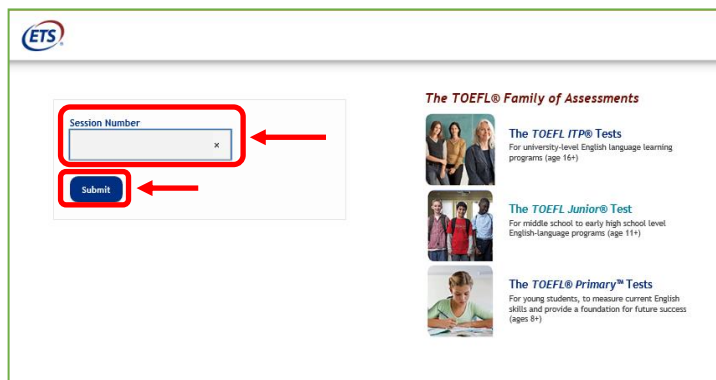 ETS
Session Number
×
Submit
The TOEFL® Family of Assessments
The TOEFL ITP® Tests
For university-level English language learning
programs (age 16+)
The TOEFL Junior® Test
For middle school to early high school level
English-language programs (age 11+)
The TOEFL® Primary™ Tests
For young students, to measure current English
skills and provide a foundation for future success
(ages 8+)